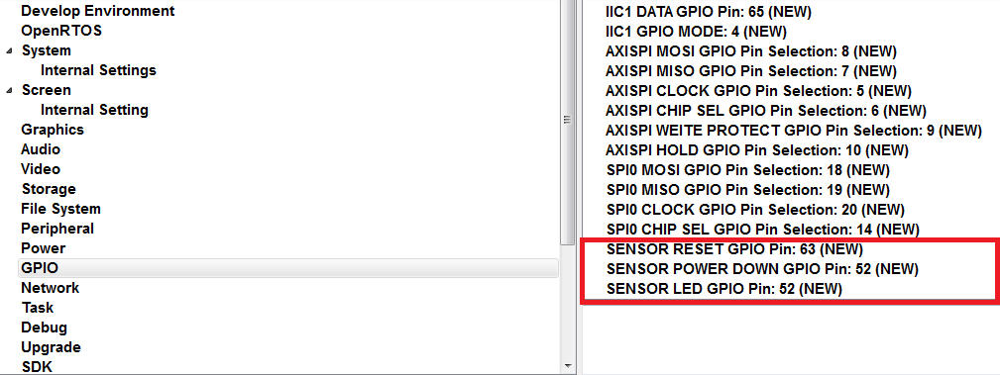 Develop Environment
OpenRTOS
System
Internal Settings
Screen
Internal Setting
Graphics
Audio
Video
Storage
File System
Peripheral
Power
GPIO
Network
Task
Debug
Upgrade
SDK
IIC1 DATA GPIO Pin: 65 (NEW)
IIC1 GPIO MODE: 4 (NEW)
AXISPI MOSI GPIO Pin Selection: 8 (NEW)
AXISPI MISO GPIO Pin Selection: 7 (NEW)
AXISPI CLOCK GPIO Pin Selection: 5 (NEW)
AXISPI CHIP SEL GPIO Pin Selection: 6 (NEW)
AXISPI WEITE PROTECT GPIO Pin Selection: 9 (NEW)
AXISPI HOLD GPIO Pin Selection: 10 (NEW)
SPI0 MOSI GPIO Pin Selection: 18 (NEW)
SPI0 MISO GPIO Pin Selection: 19 (NEW)
SPI0 CLOCK GPIO Pin Selection: 20 (NEW)
SPI0 CHIP SEL GPIO Pin Selection: 14 (NEW)
SENSOR RESET GPIO Pin: 63 (NEW)
SENSOR POWER DOWN GPIO Pin: 52 (NEW)
SENSOR LED GPIO Pin: 52 (NEW)